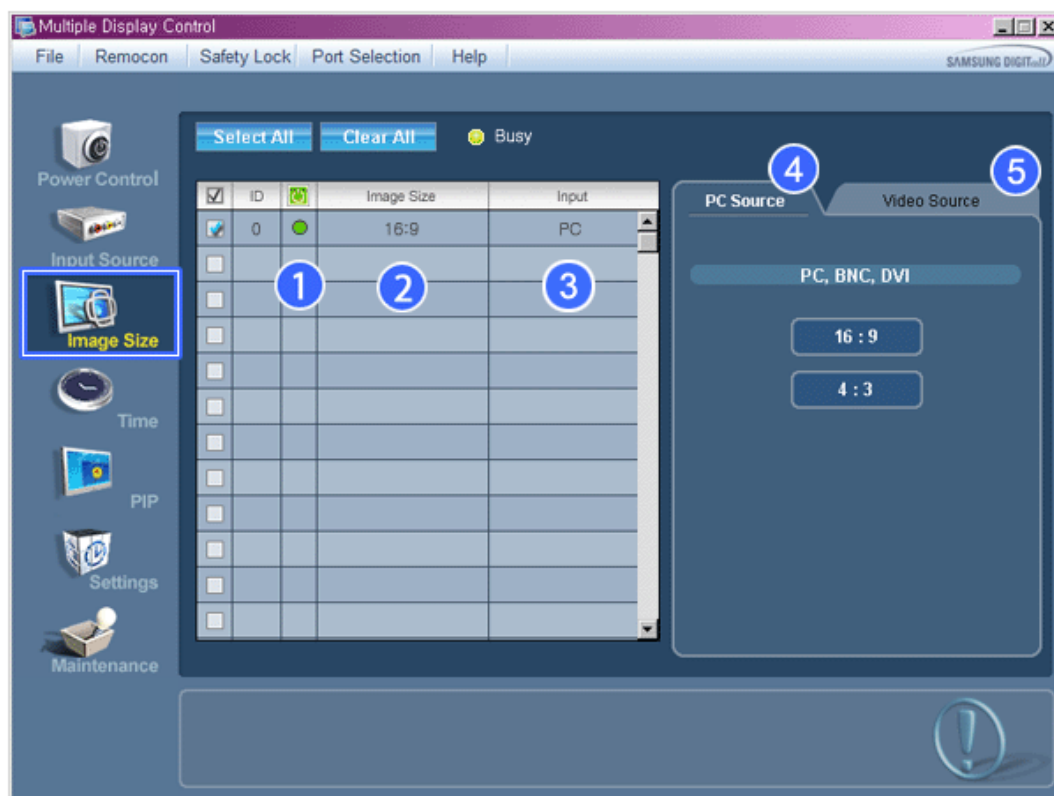 Multiple Display Control
File Remocon Safety Lock Port Selection Help
SAMSUNG DIGITall
Select All Clear All Busy
Power Control
Input Source
Image Size
Time
PIP
Settings
Maintenance
ID Image Size Input
0 16:9 PC
1 2 3
4 5
PC Source Video Source
PC, BNC, DVI
16 : 9
4 : 3